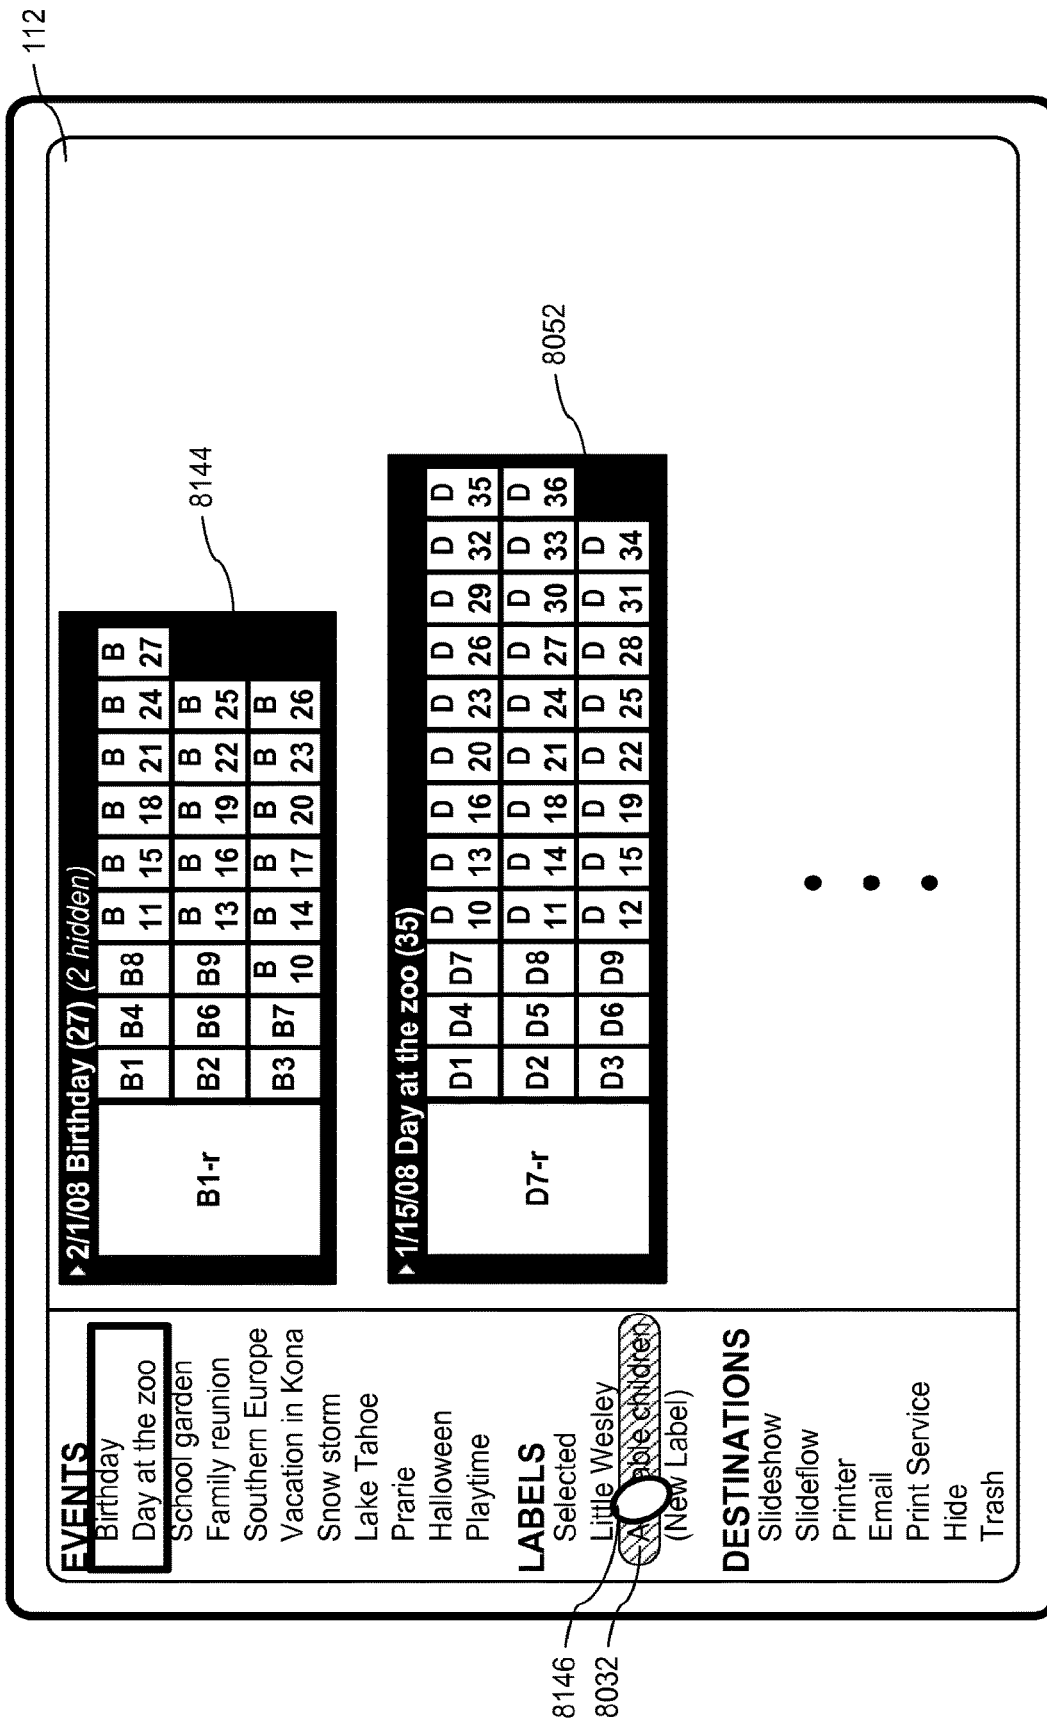 112
EVENTS
Birthday
Day at the zoo
School garden
Family reunion
Southern Europe
Vacation in Kona
Snow storm
Lake Tahoe
Prarie
Halloween
Playtime
LABELS
Selected
Little Wesley
able children
(New Label)
DESTINATIONS
Slideshow
Slideflow
Printer
Email
Print Service
Hide
Trash
8146
8032
2/1/08 Birthday (27) (2 hidden)
B1-r
B1 B4 B8 B 11 B 15 B 18 B 21 B 24 B 27
B2 B6 B9 B 13 B 16 B 19 B 22 B 25
B3 B7 B 10 B 14 B 17 B 20 B 23 B 26
8144
1/15/08 Day at the zoo (35)
D7-r
D1 D4 D7 D 10 D 13 D 16 D 20 D 23 D 26 D 29 D 32 D 35
D2 D5 D8 D 11 D 14 D 18 D 21 D 24 D 27 D 30 D 33 D 36
D3 D6 D9 D 12 D 15 D 19 D 22 D 25 D 28 D 31 D 34
8052